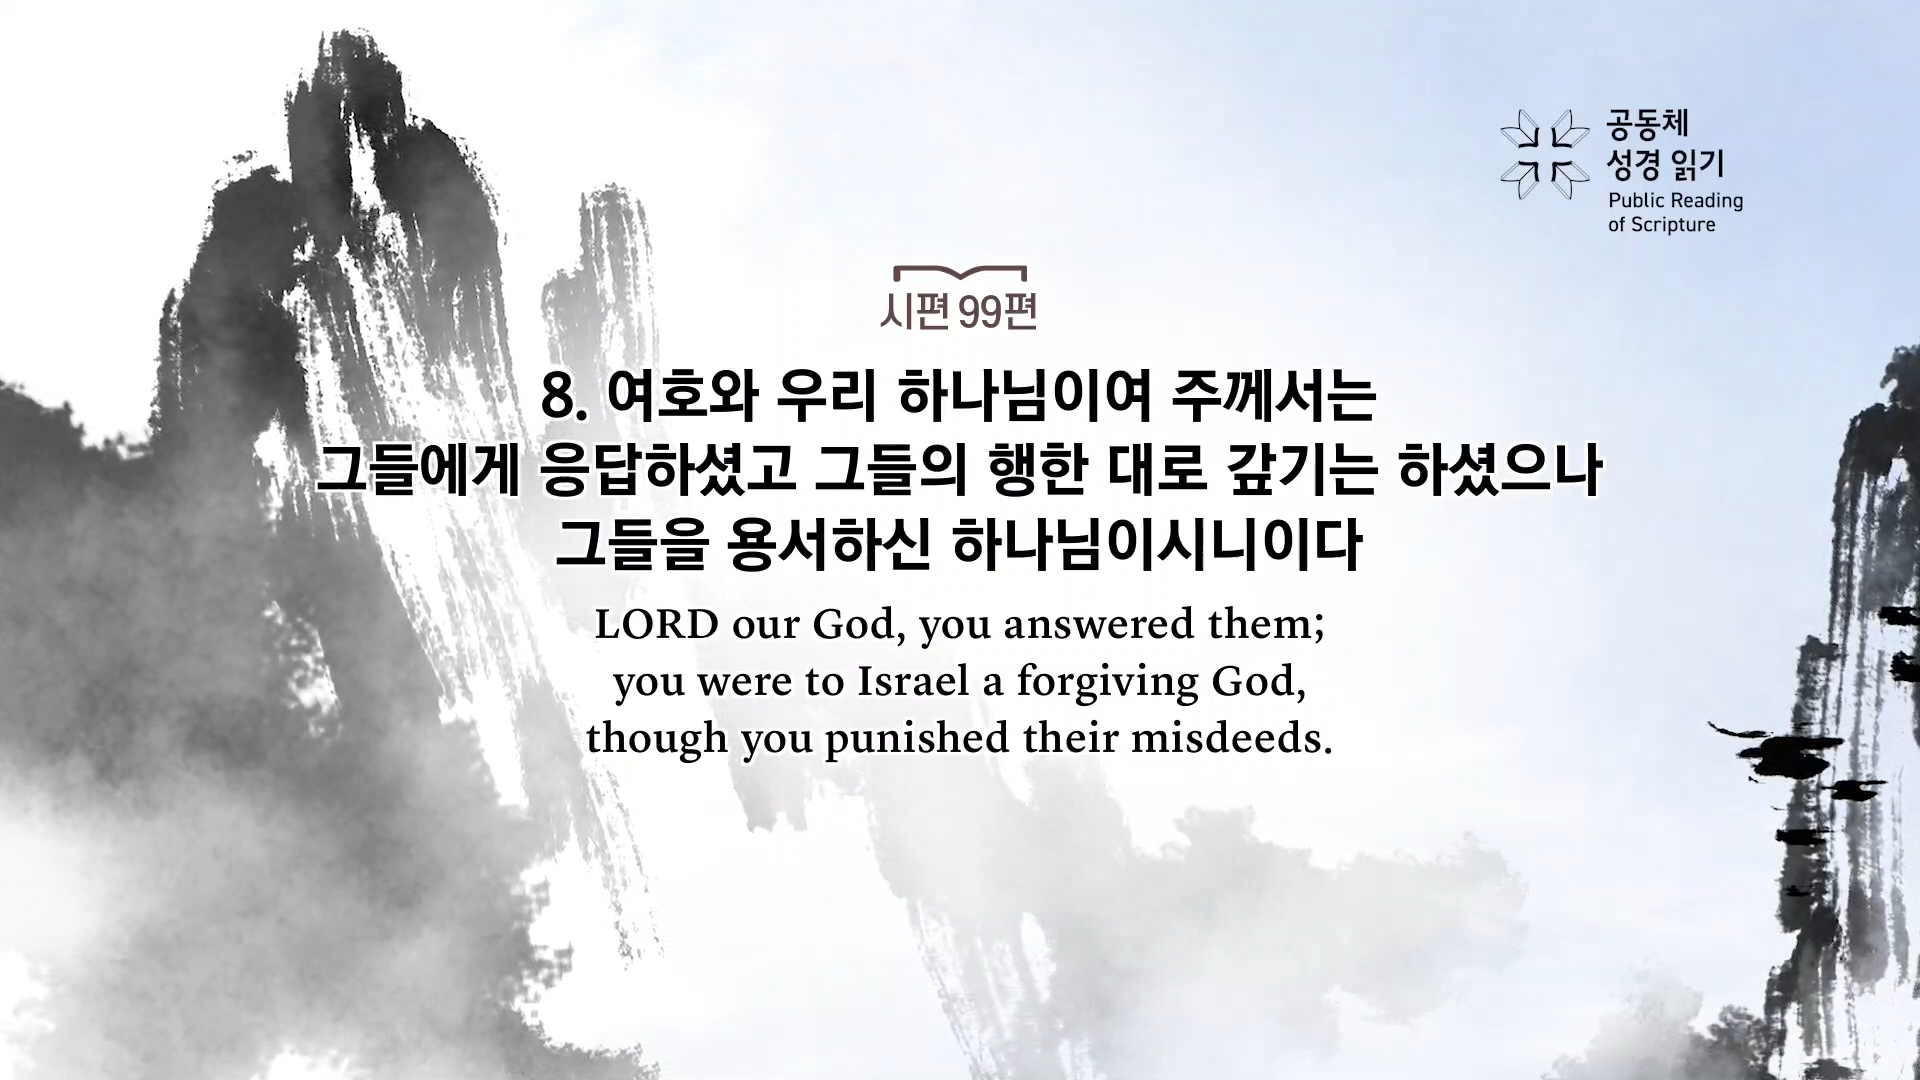 공동체
성경 읽기
Public Reading
of Scripture
시편 99편
8. 여호와 우리 하나님이여 주께서는
그들에게 응답하셨고 그들의 행한 대로 갚기는 하셨으나
그들을 용서하신 하나님이시니이다
LORD our God, you answered them;
you were to Israel a forgiving God,
though you punished their misdeeds.